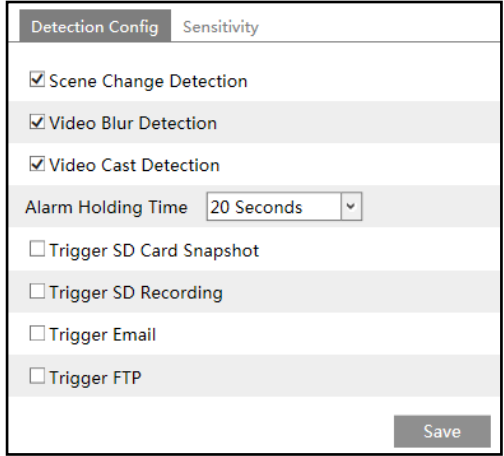 Detection Config Sensitivity
Scene Change Detection
Video Blur Detection
Video Cast Detection
Alarm Holding Time 20 Seconds
Trigger SD Card Snapshot
Trigger SD Recording
Trigger Email
Trigger FTP
Save